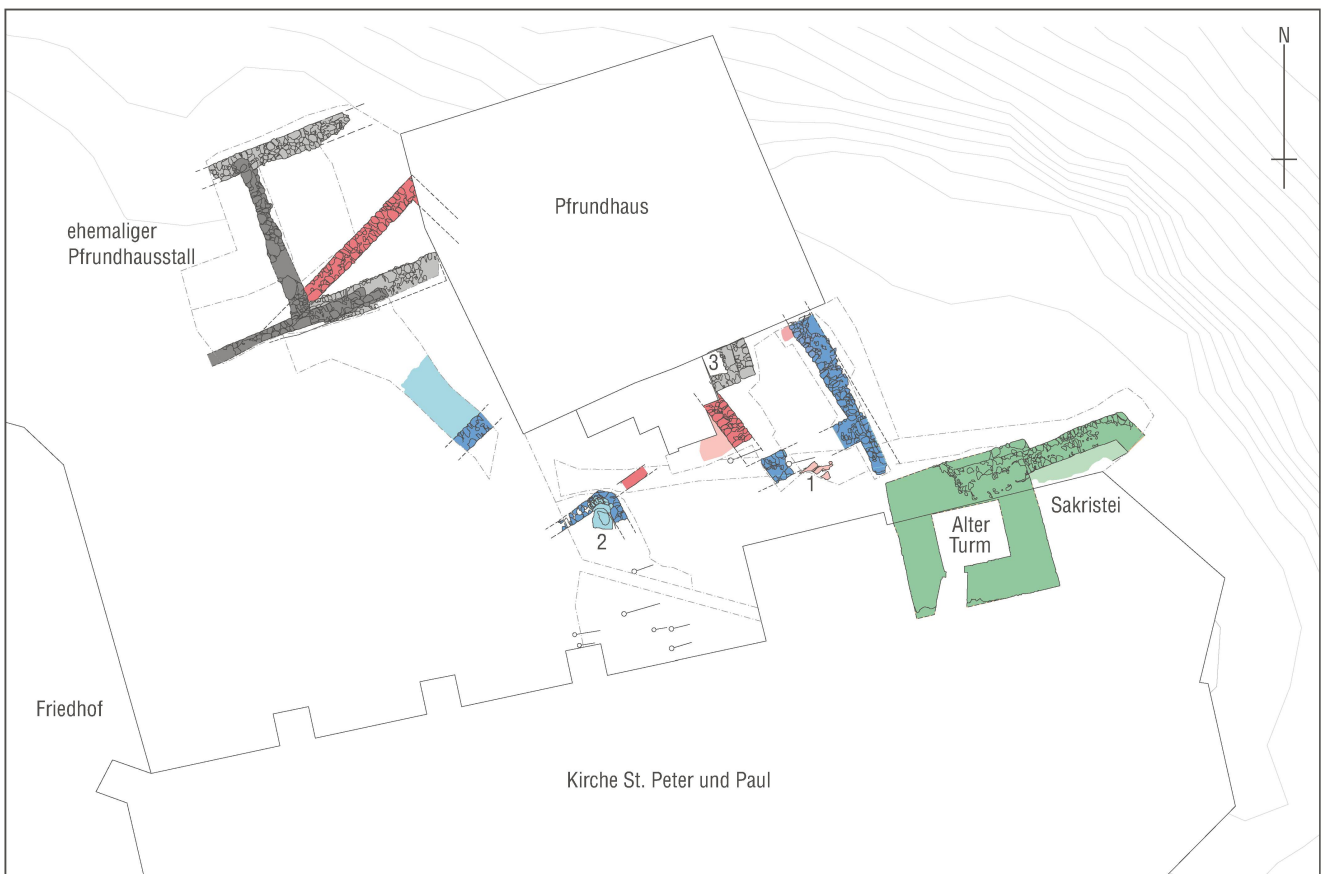 N
Pfrundhaus
ehemaliger
Pfrundhausstall
3
1
2
Alter
Turm
Sakristei
Friedhof
Kirche St. Peter und Paul